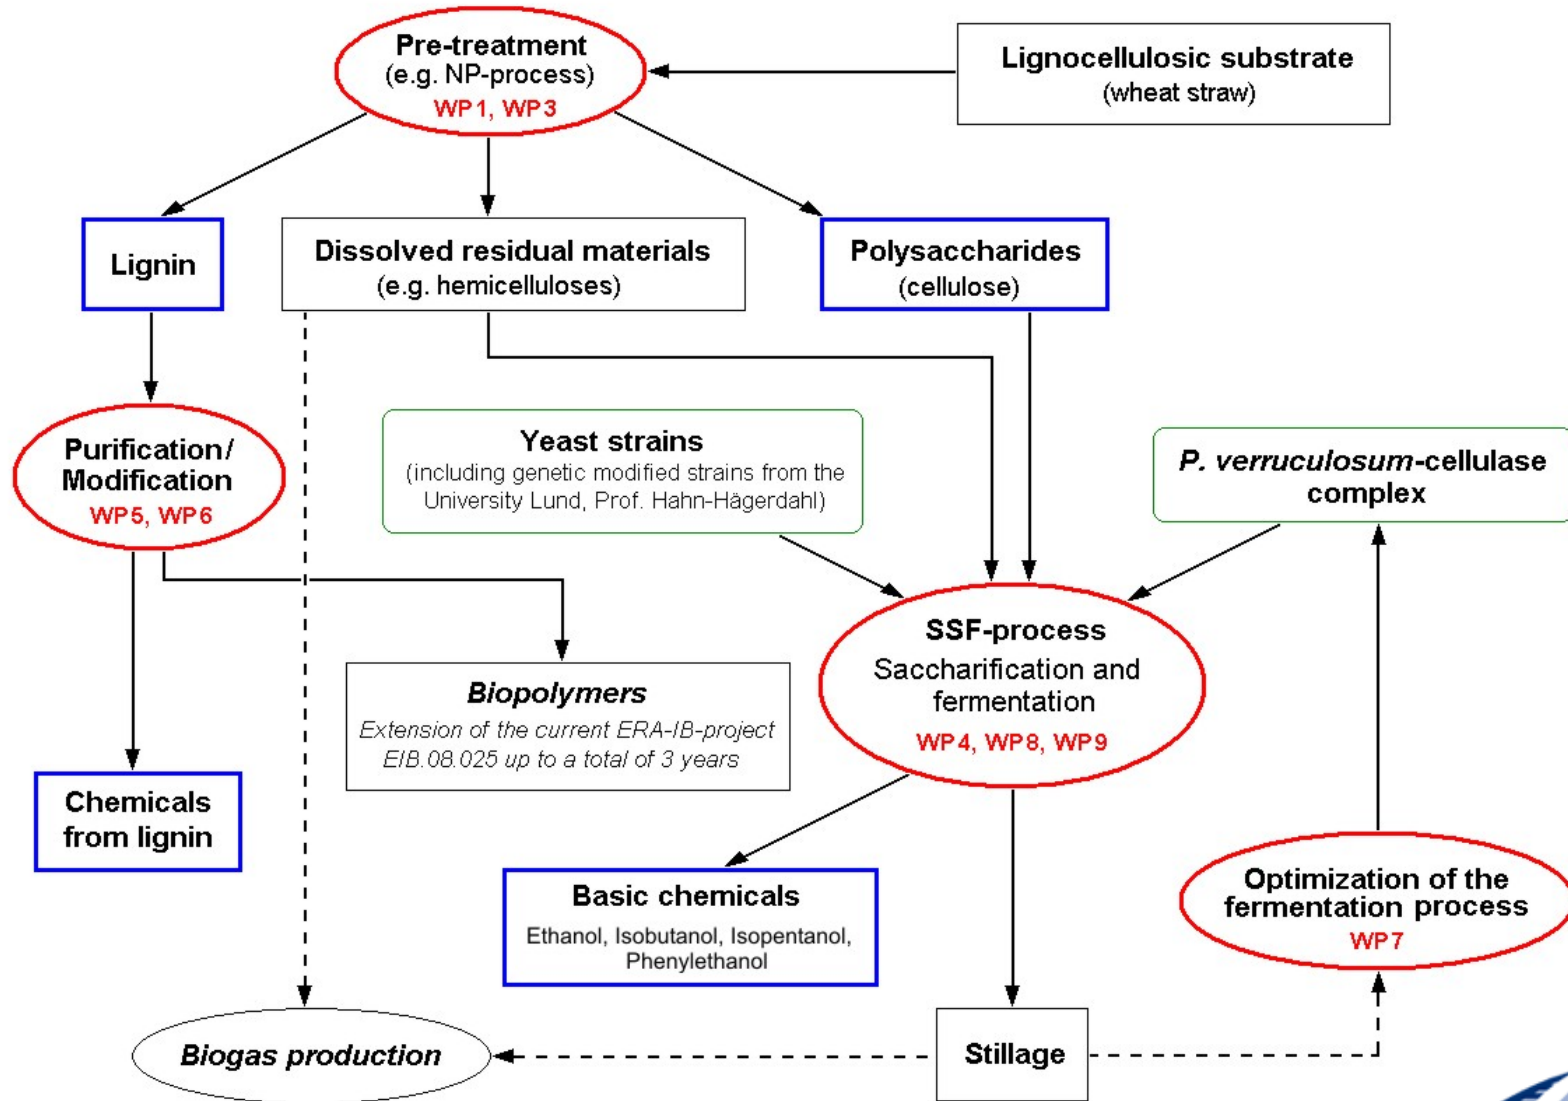 Pre-treatment
(e.g. NP-process)
WP1, WP3
Lignocellulosic substrate
(wheat straw)
Lignin
Dissolved residual materials
(e.g. hemicelluloses)
Polysaccharides
(cellulose)
Purification/
Modification
WP5, WP6
Yeast strains
(including genetic modified strains from the
University Lund, Prof. Hahn-Hägerdahl)
P. verruculosum-cellulase
complex
SSF-process
Saccharification and
fermentation
WP4, WP8, WP9
Biopolymers
Extension of the current ERA-IB-project
EIB.08.025 up to a total of 3 years
Chemicals
from lignin
Basic chemicals
Ethanol, Isobutanol, Isopentanol,
Phenylethanol
Optimization of the
fermentation process
WP7
Biogas production
Stillage